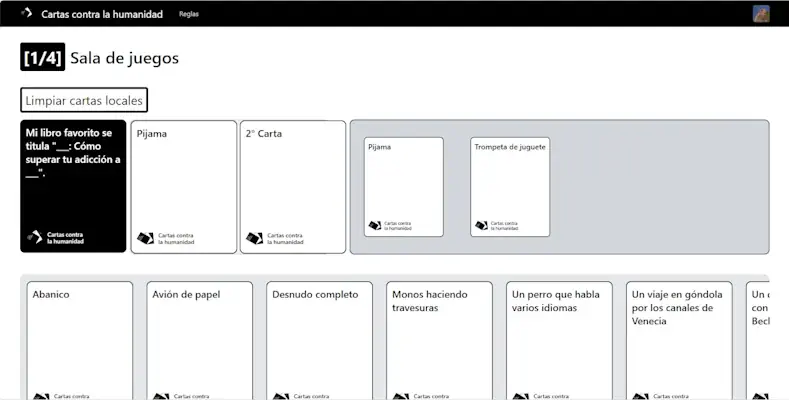 Cartas contra la humanidad Reglas
[1/4] Sala de juegos
Limpiar cartas locales
Mi libro favorito se
titula "___: Cómo
superar tu adicción a
___".
Cartas contra
la humanidad
Pijama
Cartas contra
la humanidad
2° Carta
Cartas contra
la humanidad
Pijama
Cartas contra
la humanidad
Trompeta de juguete
Cartas contra
la humanidad
Abanico
Cartas contra
Avión de papel
Cartas contra
Desnudo completo
Cartas contra
Monos haciendo
travesuras
Cartas contra
Un perro que habla
varios idiomas
Cartas contra
Un viaje en góndola
por los canales de
Venecia
Cartas contra
Un
con